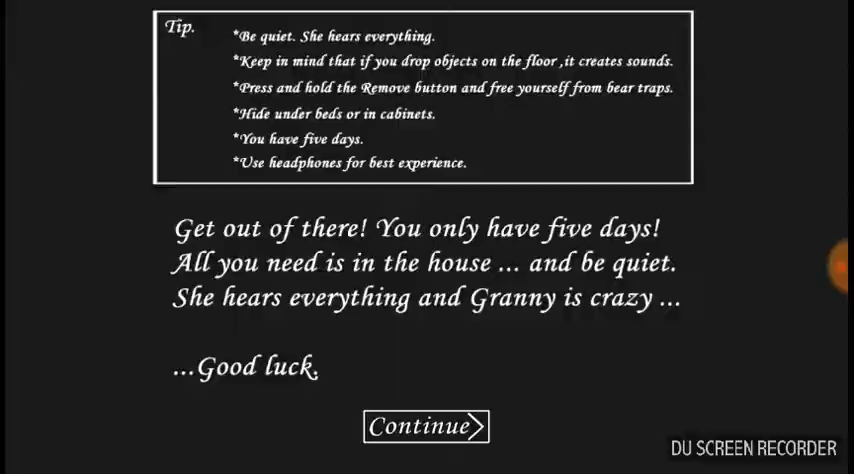 Tip.
*Be quiet. She hears everything.
*Keep in mind that if you drop objects on the floor ,it creates sounds.
*Press and hold the Remove button and free yourself from bear traps.
*Hide under beds or in cabinets.
*You have five days.
*Use headphones for best experience.
Get out of there! You only have five days!
All you need is in the house ... and be quiet.
She hears everything and Granny is crazy ...
...Good luck.
Continue
DU SCREEN RECORDER